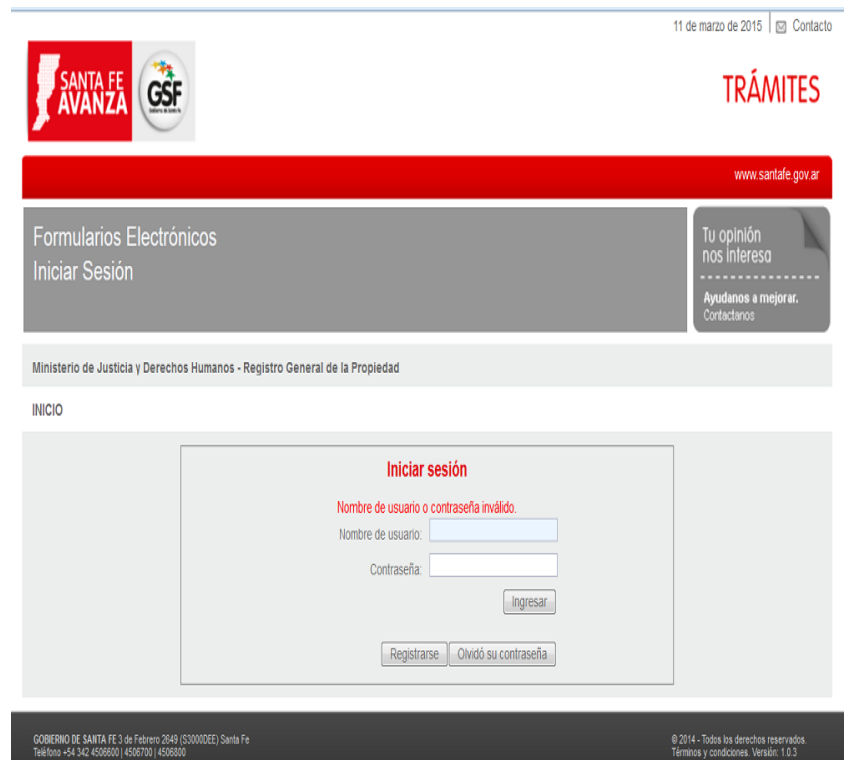 11 de marzo de 2015 Contacto
SANTA FE
AVANZA
GSF
TRÁMITES
www.santafe.gov.ar
Formularios Electrónicos
Iniciar Sesión
Tu opinión
nos interesa
Ayudanos a mejorar.
Contactanos
Ministerio de Justicia y Derechos Humanos - Registro General de la Propiedad
INICIO
Iniciar sesión
Nombre de usuario o contraseña inválido.
Nombre de usuario:
Contraseña:
Ingresar
Registrarse Olvidó su contraseña
GOBIERNO DE SANTA FE 3 de Febrero 2649 (S3000DEE) Santa Fe
Teléfono +54 342 4506600 | 4506700 | 4506800
© 2014 - Todos los derechos reservados.
Términos y condiciones. Versión: 1.0.3